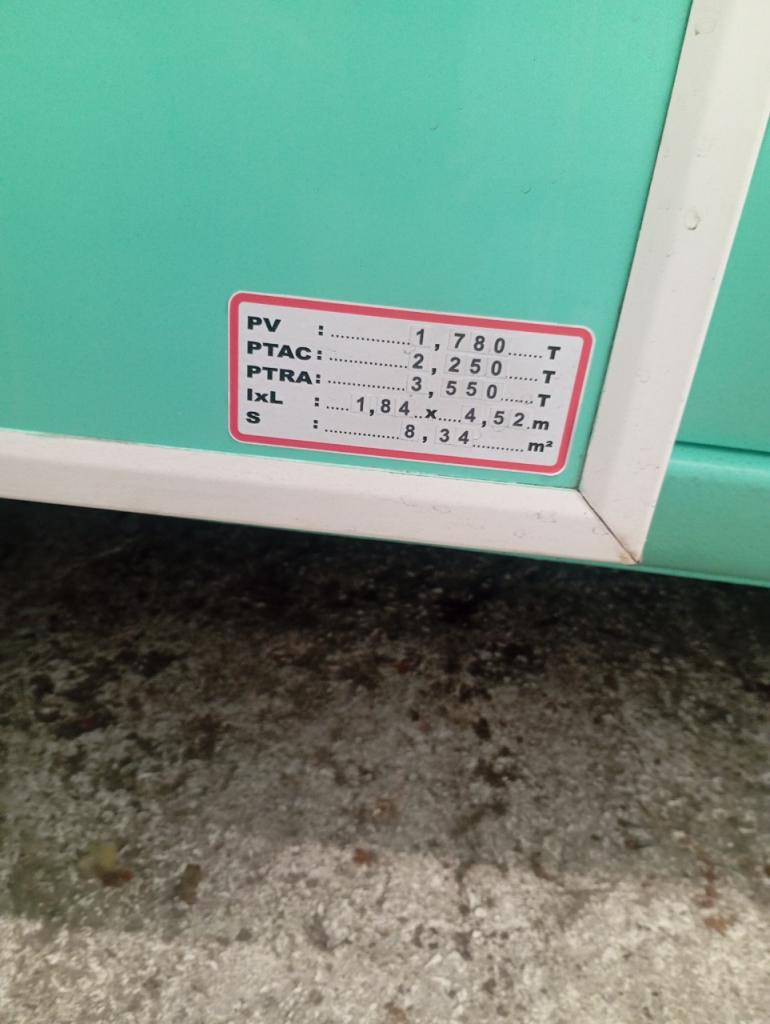 PV : ................1,780.......T
PTAC: ................2,250.......T
PTRA: ................3,550.......T
lxL : .....1,84..x.....4,52.m
S : ................8,34...........m²